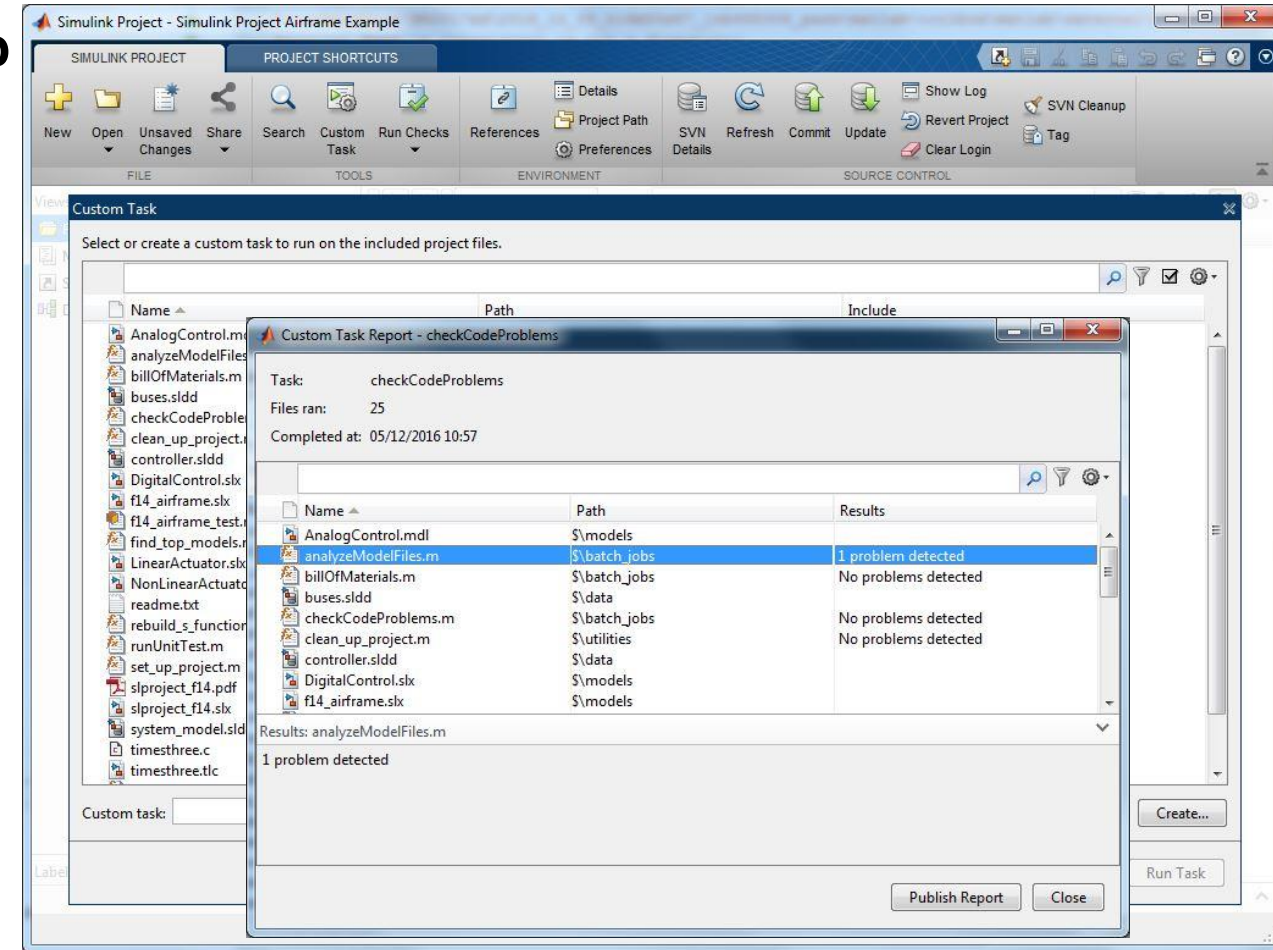 Simulink Project - Simulink Project Airframe Example
SIMULINK PROJECT
PROJECT SHORTCUTS
New
Open
Unsaved Changes
Share
Search
Custom Task
Run Checks
References
Details
Project Path
Preferences
SVN Details
Refresh
Commit
Update
Show Log
Revert Project
Clear Login
SVN Cleanup
Tag
FILE
TOOLS
ENVIRONMENT
SOURCE CONTROL
Custom Task
Select or create a custom task to run on the included project files.
Name
Path
Include
AnalogControl.m
analyzeModelFiles
billOfMaterials.m
buses.sldd
checkCodeProble
clean_up_project.
controller.sldd
DigitalControl.slx
f14_airframe.slx
f14_airframe_test.
find_top_models.
LinearActuator.slx
NonLinearActuato
readme.txt
rebuild_s_function
runUnitTest.m
set_up_project.m
slproject_f14.pdf
slproject_f14.slx
system_model.sld
timesthree.c
timesthree.tlc
Custom task:
Create...
Run Task
Custom Task Report - checkCodeProblems
Task: checkCodeProblems
Files ran: 25
Completed at: 05/12/2016 10:57
Name Path Results
AnalogControl.mdl $\models
analyzeModelFiles.m $\batch_jobs 1 problem detected
billOfMaterials.m $\batch_jobs No problems detected
buses.sldd $\data
checkCodeProblems.m $\batch_jobs No problems detected
clean_up_project.m $\utilities No problems detected
controller.sldd $\data
DigitalControl.slx $\models
f14_airframe.slx $\models
Results: analyzeModelFiles.m
1 problem detected
Publish Report
Close